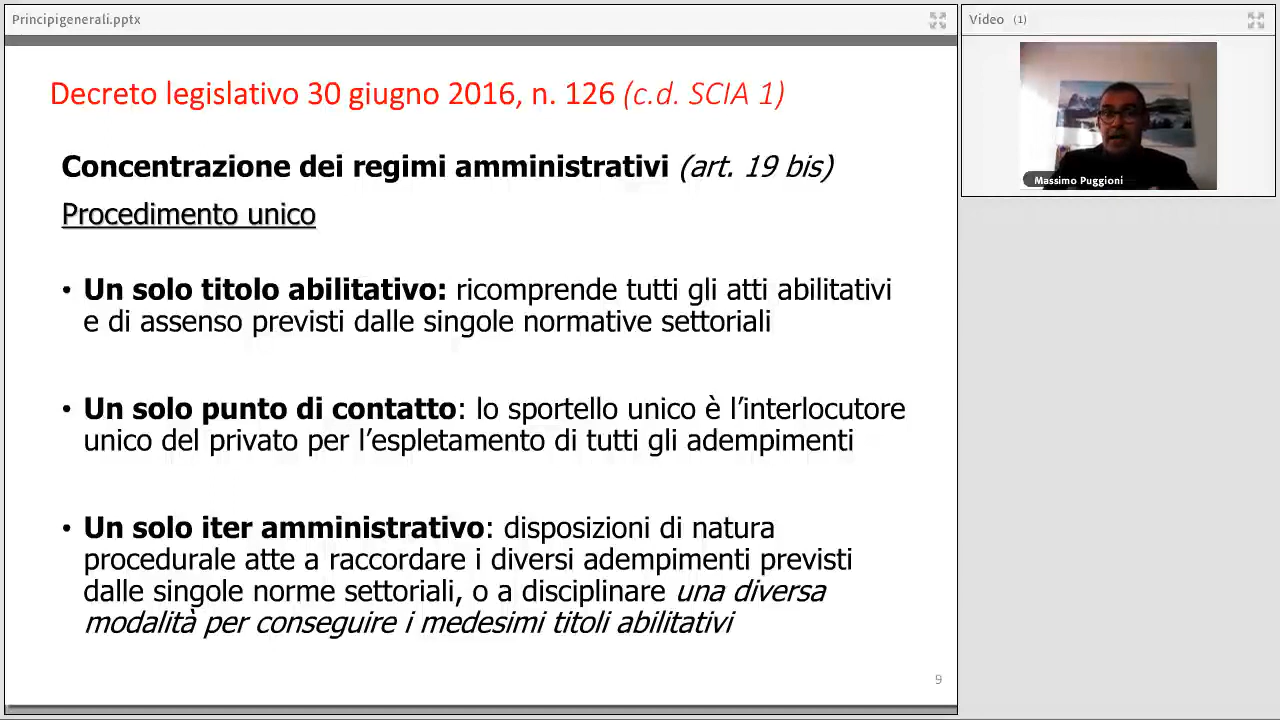 Principigenerali.pptx
Video (1)
Decreto legislativo 30 giugno 2016, n. 126 (c.d. SCIA 1)
Concentrazione dei regimi amministrativi (art. 19 bis)
Procedimento unico
• Un solo titolo abilitativo: ricomprende tutti gli atti abilitativi
e di assenso previsti dalle singole normative settoriali
• Un solo punto di contatto: lo sportello unico è l’interlocutore
unico del privato per l’espletamento di tutti gli adempimenti
• Un solo iter amministrativo: disposizioni di natura
procedurale atte a raccordare i diversi adempimenti previsti
dalle singole norme settoriali, o a disciplinare una diversa
modalità per conseguire i medesimi titoli abilitativi
9
Massimo Puggioni